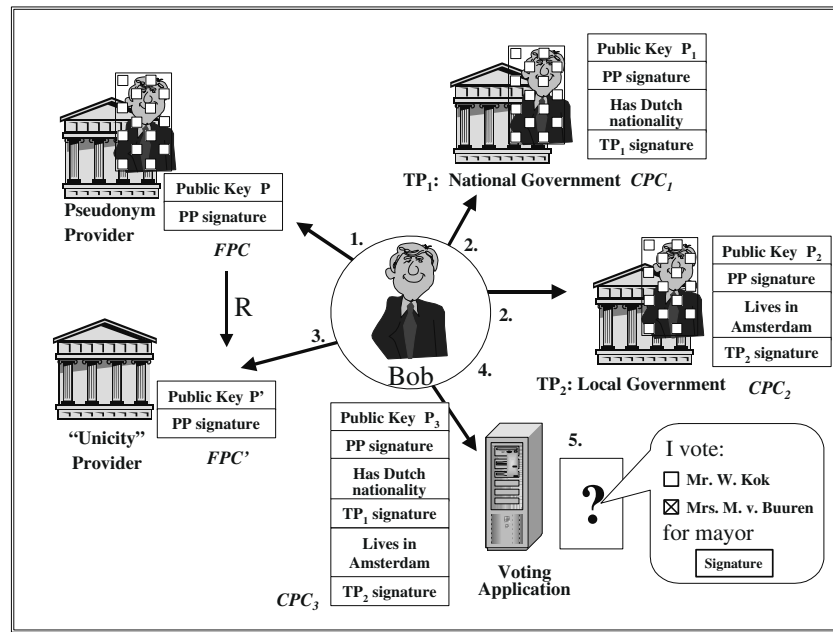 Public Key P
PP signature
Pseudonym
Provider
FPC
R
"Unicity"
Provider
Public Key P'
PP signature
FPC'
Public Key P1
PP signature
Has Dutch
nationality
TP1 signature
TP1: National Government CPC1
1.
2.
2.
3.
4.
Bob
Public Key P2
PP signature
Lives in
Amsterdam
TP2 signature
TP2: Local Government CPC2
Public Key P3
PP signature
Has Dutch
nationality
TP1 signature
Lives in
Amsterdam
TP2 signature
CPC3
Voting
Application
5.
?
I vote:
Mr. W. Kok
Mrs. M. v. Buuren
for mayor
Signature